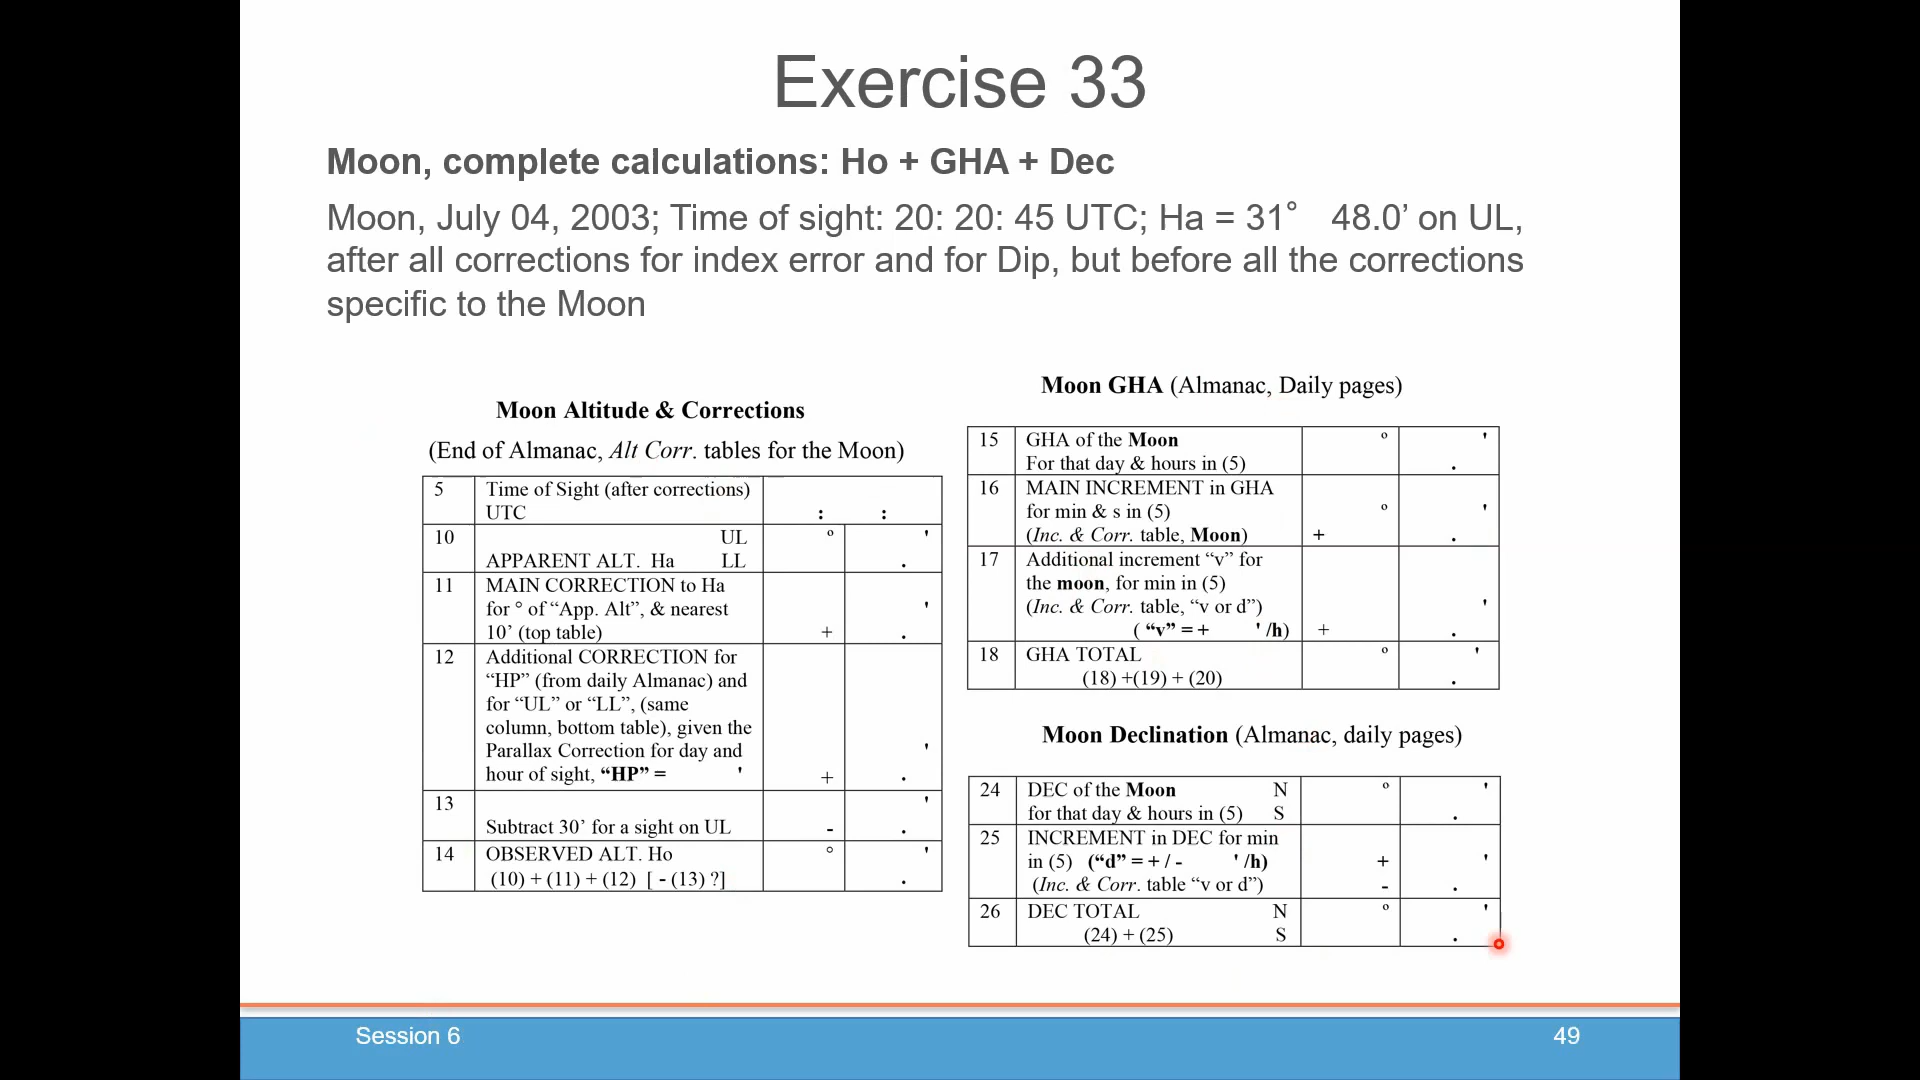 Exercise 33
Moon, complete calculations: Ho + GHA + Dec
Moon, July 04, 2003; Time of sight: 20: 20: 45 UTC; Ha = 31° 48.0’ on UL,
after all corrections for index error and for Dip, but before all the corrections
specific to the Moon
Moon Altitude & Corrections
(End of Almanac, Alt Corr. tables for the Moon)
5 Time of Sight (after corrections)
UTC : :
10 UL º '
APPARENT ALT. Ha LL .
11 MAIN CORRECTION to Ha
for ° of “App. Alt”, & nearest '
10’ (top table) + .
12 Additional CORRECTION for
“HP” (from daily Almanac) and
for “UL” or “LL”, (same
column, bottom table), given the
Parallax Correction for day and '
hour of sight, “HP” = ' + .
13 '
Subtract 30’ for a sight on UL - .
14 OBSERVED ALT. Ho ° '
(10) + (11) + (12) [ - (13) ?] .
Moon GHA (Almanac, Daily pages)
15 GHA of the Moon º '
For that day & hours in (5) .
16 MAIN INCREMENT in GHA
for min & s in (5) º '
(Inc. & Corr. table, Moon) + .
17 Additional increment “v” for
the moon, for min in (5)
(Inc. & Corr. table, “v or d”) '
( “v” = + ' /h) + .
18 GHA TOTAL º '
(18) +(19) + (20) .
Moon Declination (Almanac, daily pages)
24 DEC of the Moon N º '
for that day & hours in (5) S .
25 INCREMENT in DEC for min
in (5) (“d” = + / - ' /h) + '
(Inc. & Corr. table “v or d”) - .
26 DEC TOTAL N º '
(24) + (25) S .
Session 6
49